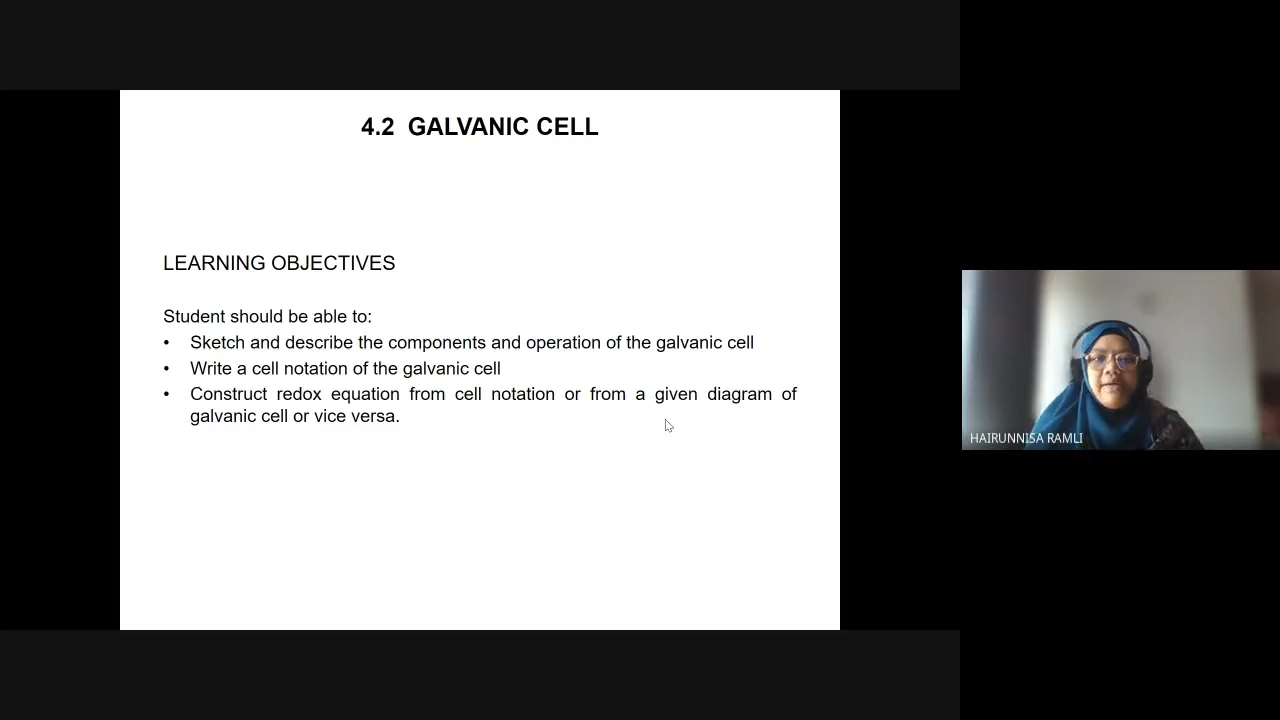 4.2 GALVANIC CELL
LEARNING OBJECTIVES
Student should be able to:
• Sketch and describe the components and operation of the galvanic cell
• Write a cell notation of the galvanic cell
• Construct redox equation from cell notation or from a given diagram of
galvanic cell or vice versa.
HAIRUNNISA RAMLI